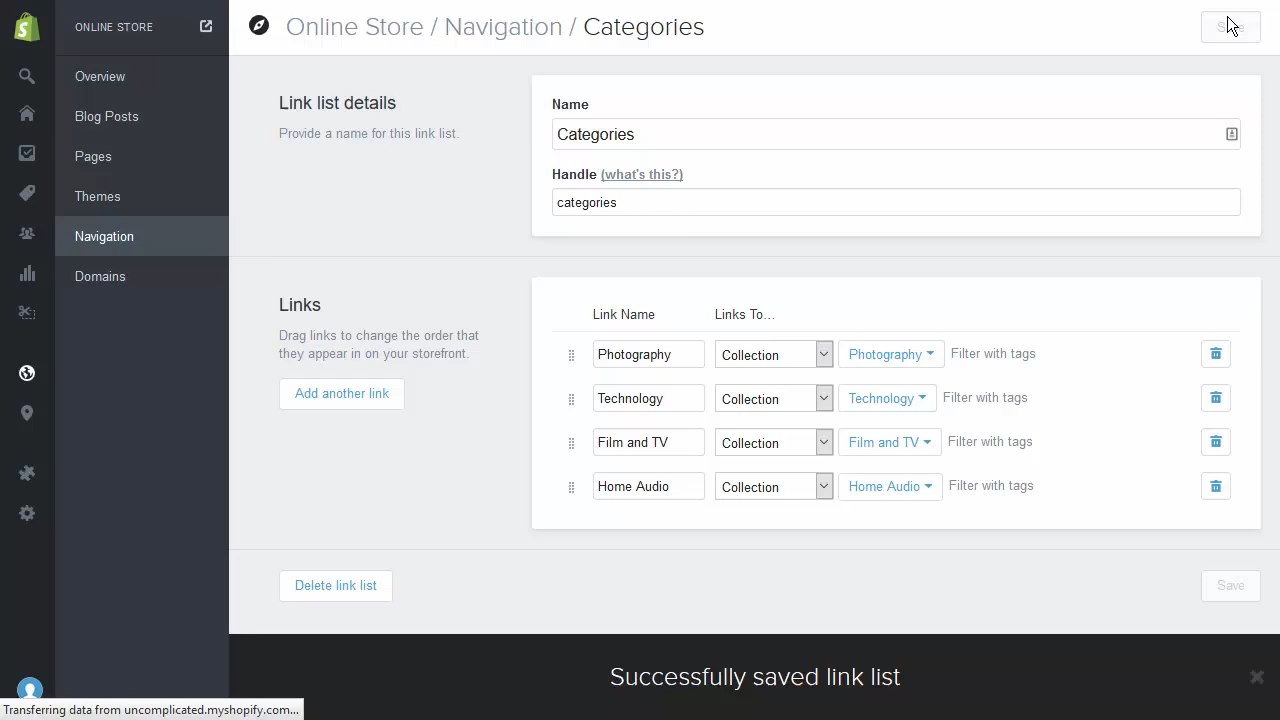 ONLINE STORE
Overview
Blog Posts
Pages
Themes
Navigation
Domains
Online Store / Navigation / Categories
Link list details
Provide a name for this link list.
Name
Categories
Handle (what's this?)
categories
Links
Drag links to change the order that
they appear in on your storefront.
Add another link
Link Name Links To...
Photography Collection Photography Filter with tags
Technology Collection Technology Filter with tags
Film and TV Collection Film and TV Filter with tags
Home Audio Collection Home Audio Filter with tags
Delete link list
Save
Successfully saved link list
Transferring data from uncomplicated.myshopify.com...